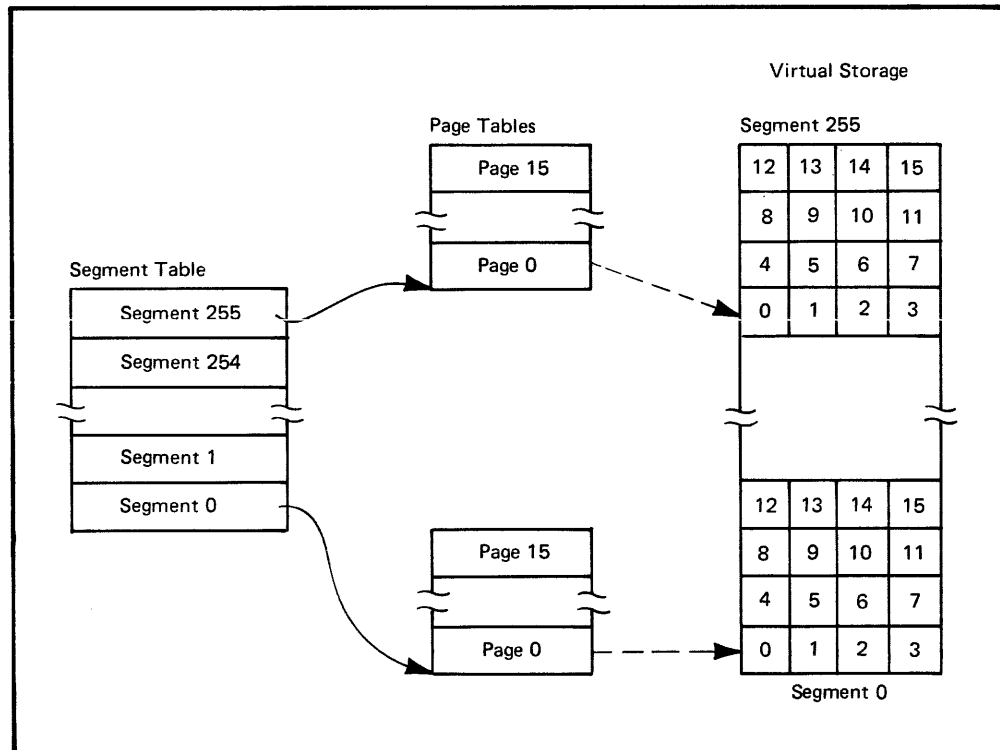 Virtual Storage
Page Tables
Segment 255
Page 15
Page 0
12 13 14 15
8 9 10 11
4 5 6 7
0 1 2 3
Segment Table
Segment 255
Segment 254
Segment 1
Segment 0
Page 15
Page 0
12 13 14 15
8 9 10 11
4 5 6 7
0 1 2 3
Segment 0